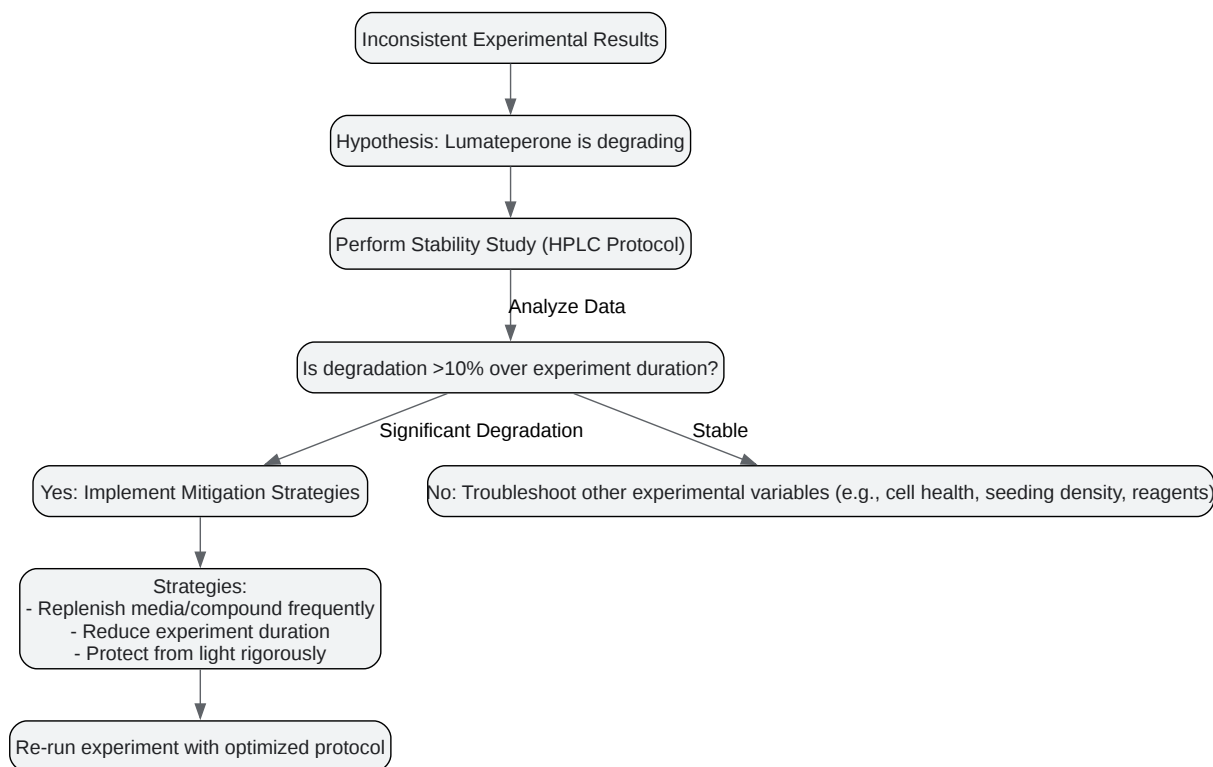 Inconsistent Experimental Results
Hypothesis: Lumateperone is degrading
Perform Stability Study (HPLC Protocol)
Analyze Data
Is degradation >10% over experiment duration?
Significant Degradation
Stable
Yes: Implement Mitigation Strategies
No: Troubleshoot other experimental variables (e.g., cell health, seeding density, reagents)
Strategies:
- Replenish media/compound frequently
- Reduce experiment duration
- Protect from light rigorously
Re-run experiment with optimized protocol